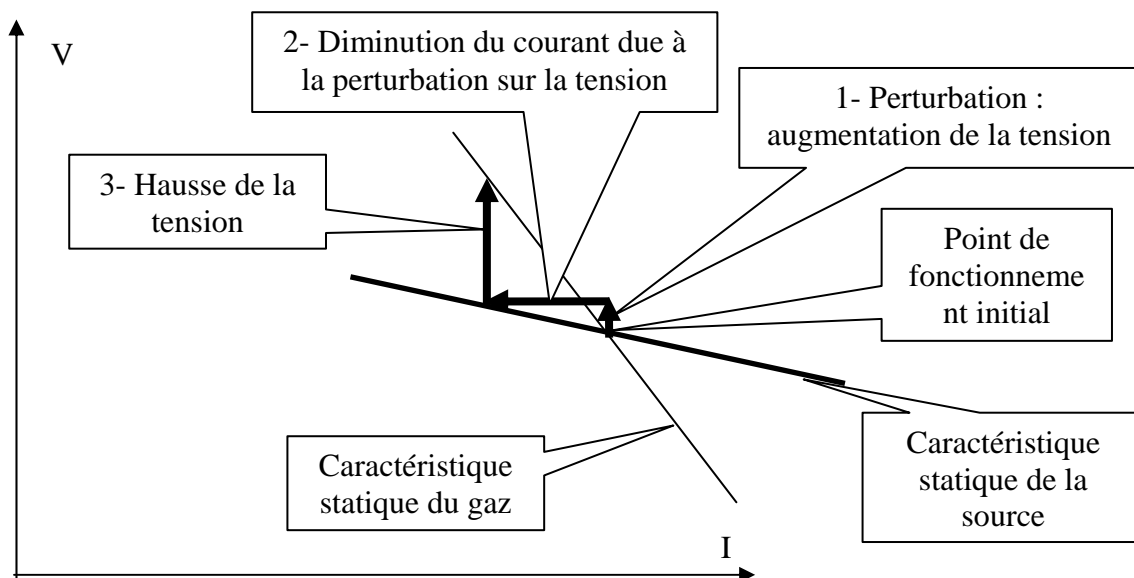 V
2- Diminution du courant due à
la perturbation sur la tension
1- Perturbation :
augmentation de la tension
3- Hausse de la
tension
Point de
fonctionneme
nt initial
Caractéristique
statique du gaz
Caractéristique
statique de la
source
I